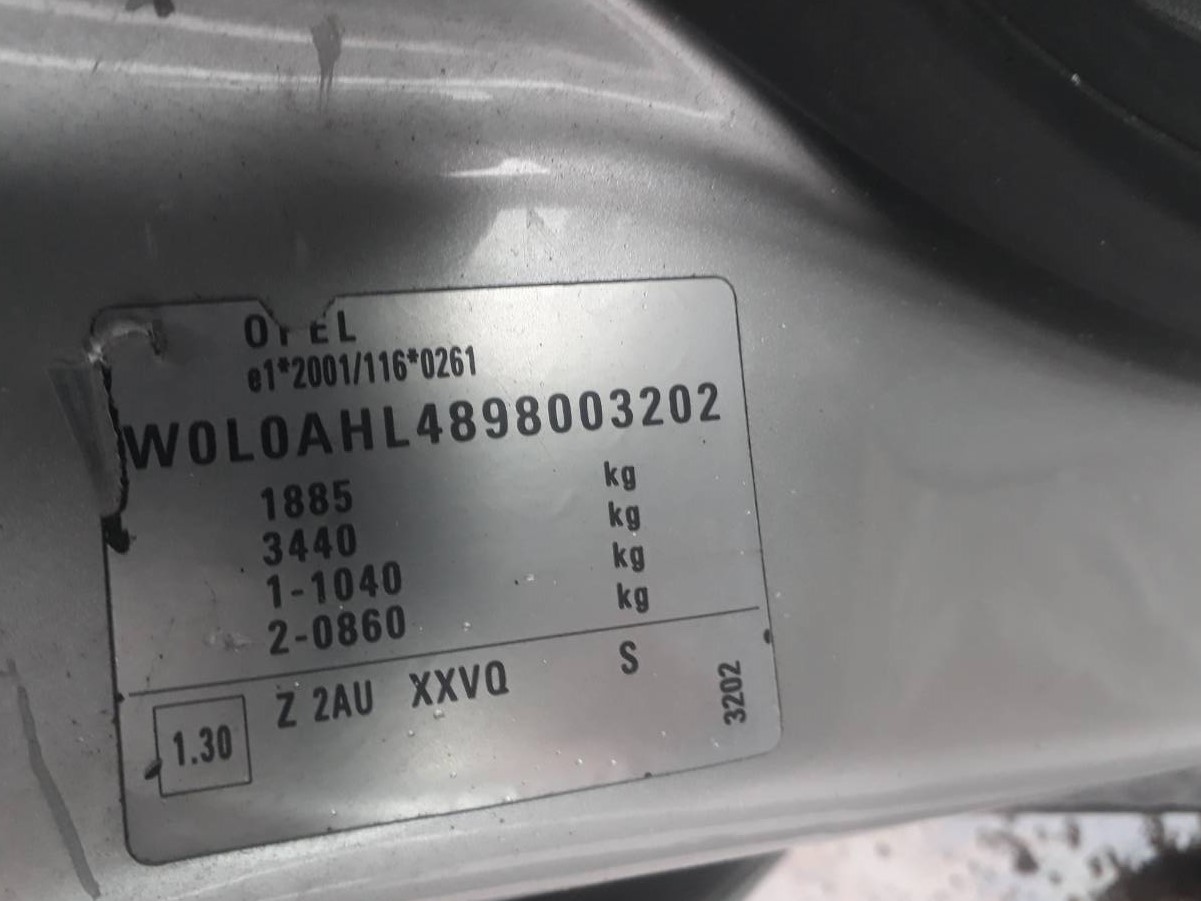 OPEL
e1*2001/116*0261
W0L0AHL4898003202
1885 kg
3440 kg
1-1040 kg
2-0860 kg
1.30 Z 2AU XXVQ S 3202